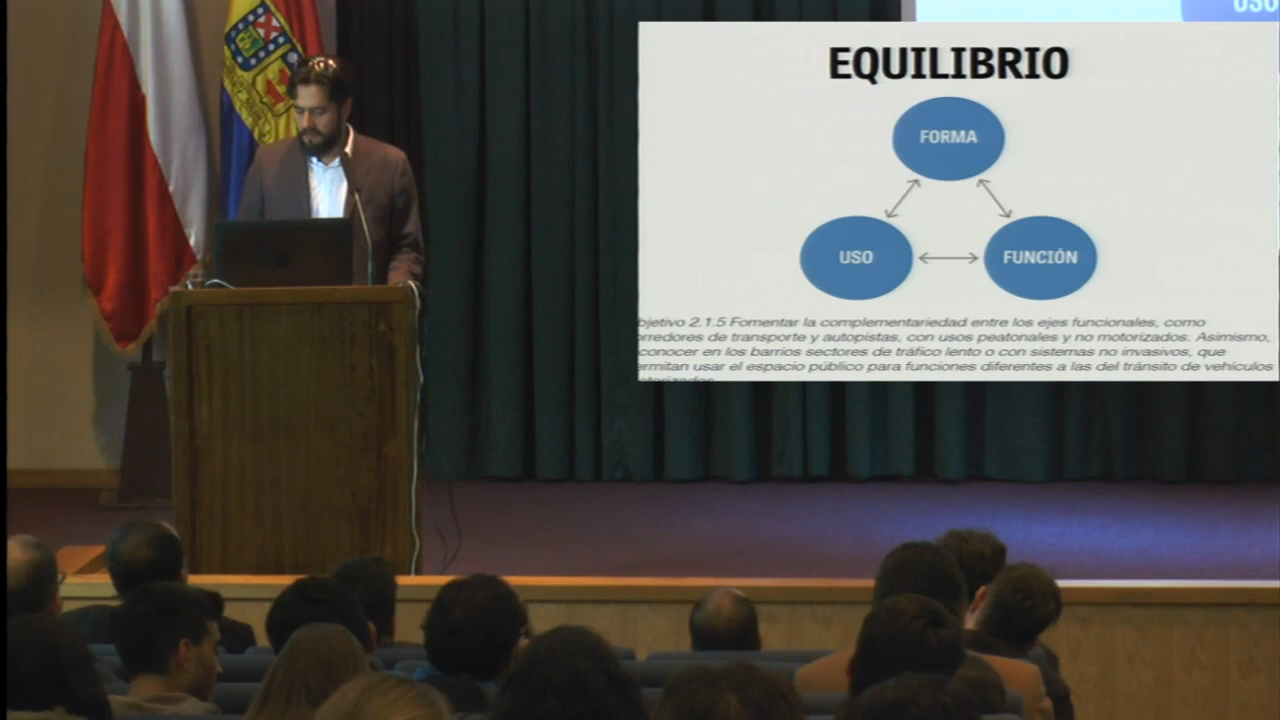 USO
EQUILIBRIO
FORMA
USO
FUNCIÓN
bjetivo 2.1.5 Fomentar la complementariedad entre los ejes funcionales, como
rredores de transporte y autopistas, con usos peatonales y no motorizados. Asimismo,
conocer en los barrios sectores de tráfico lento o con sistemas no invasivos, que
ermitan usar el espacio público para funciones diferentes a las del tránsito de vehículos